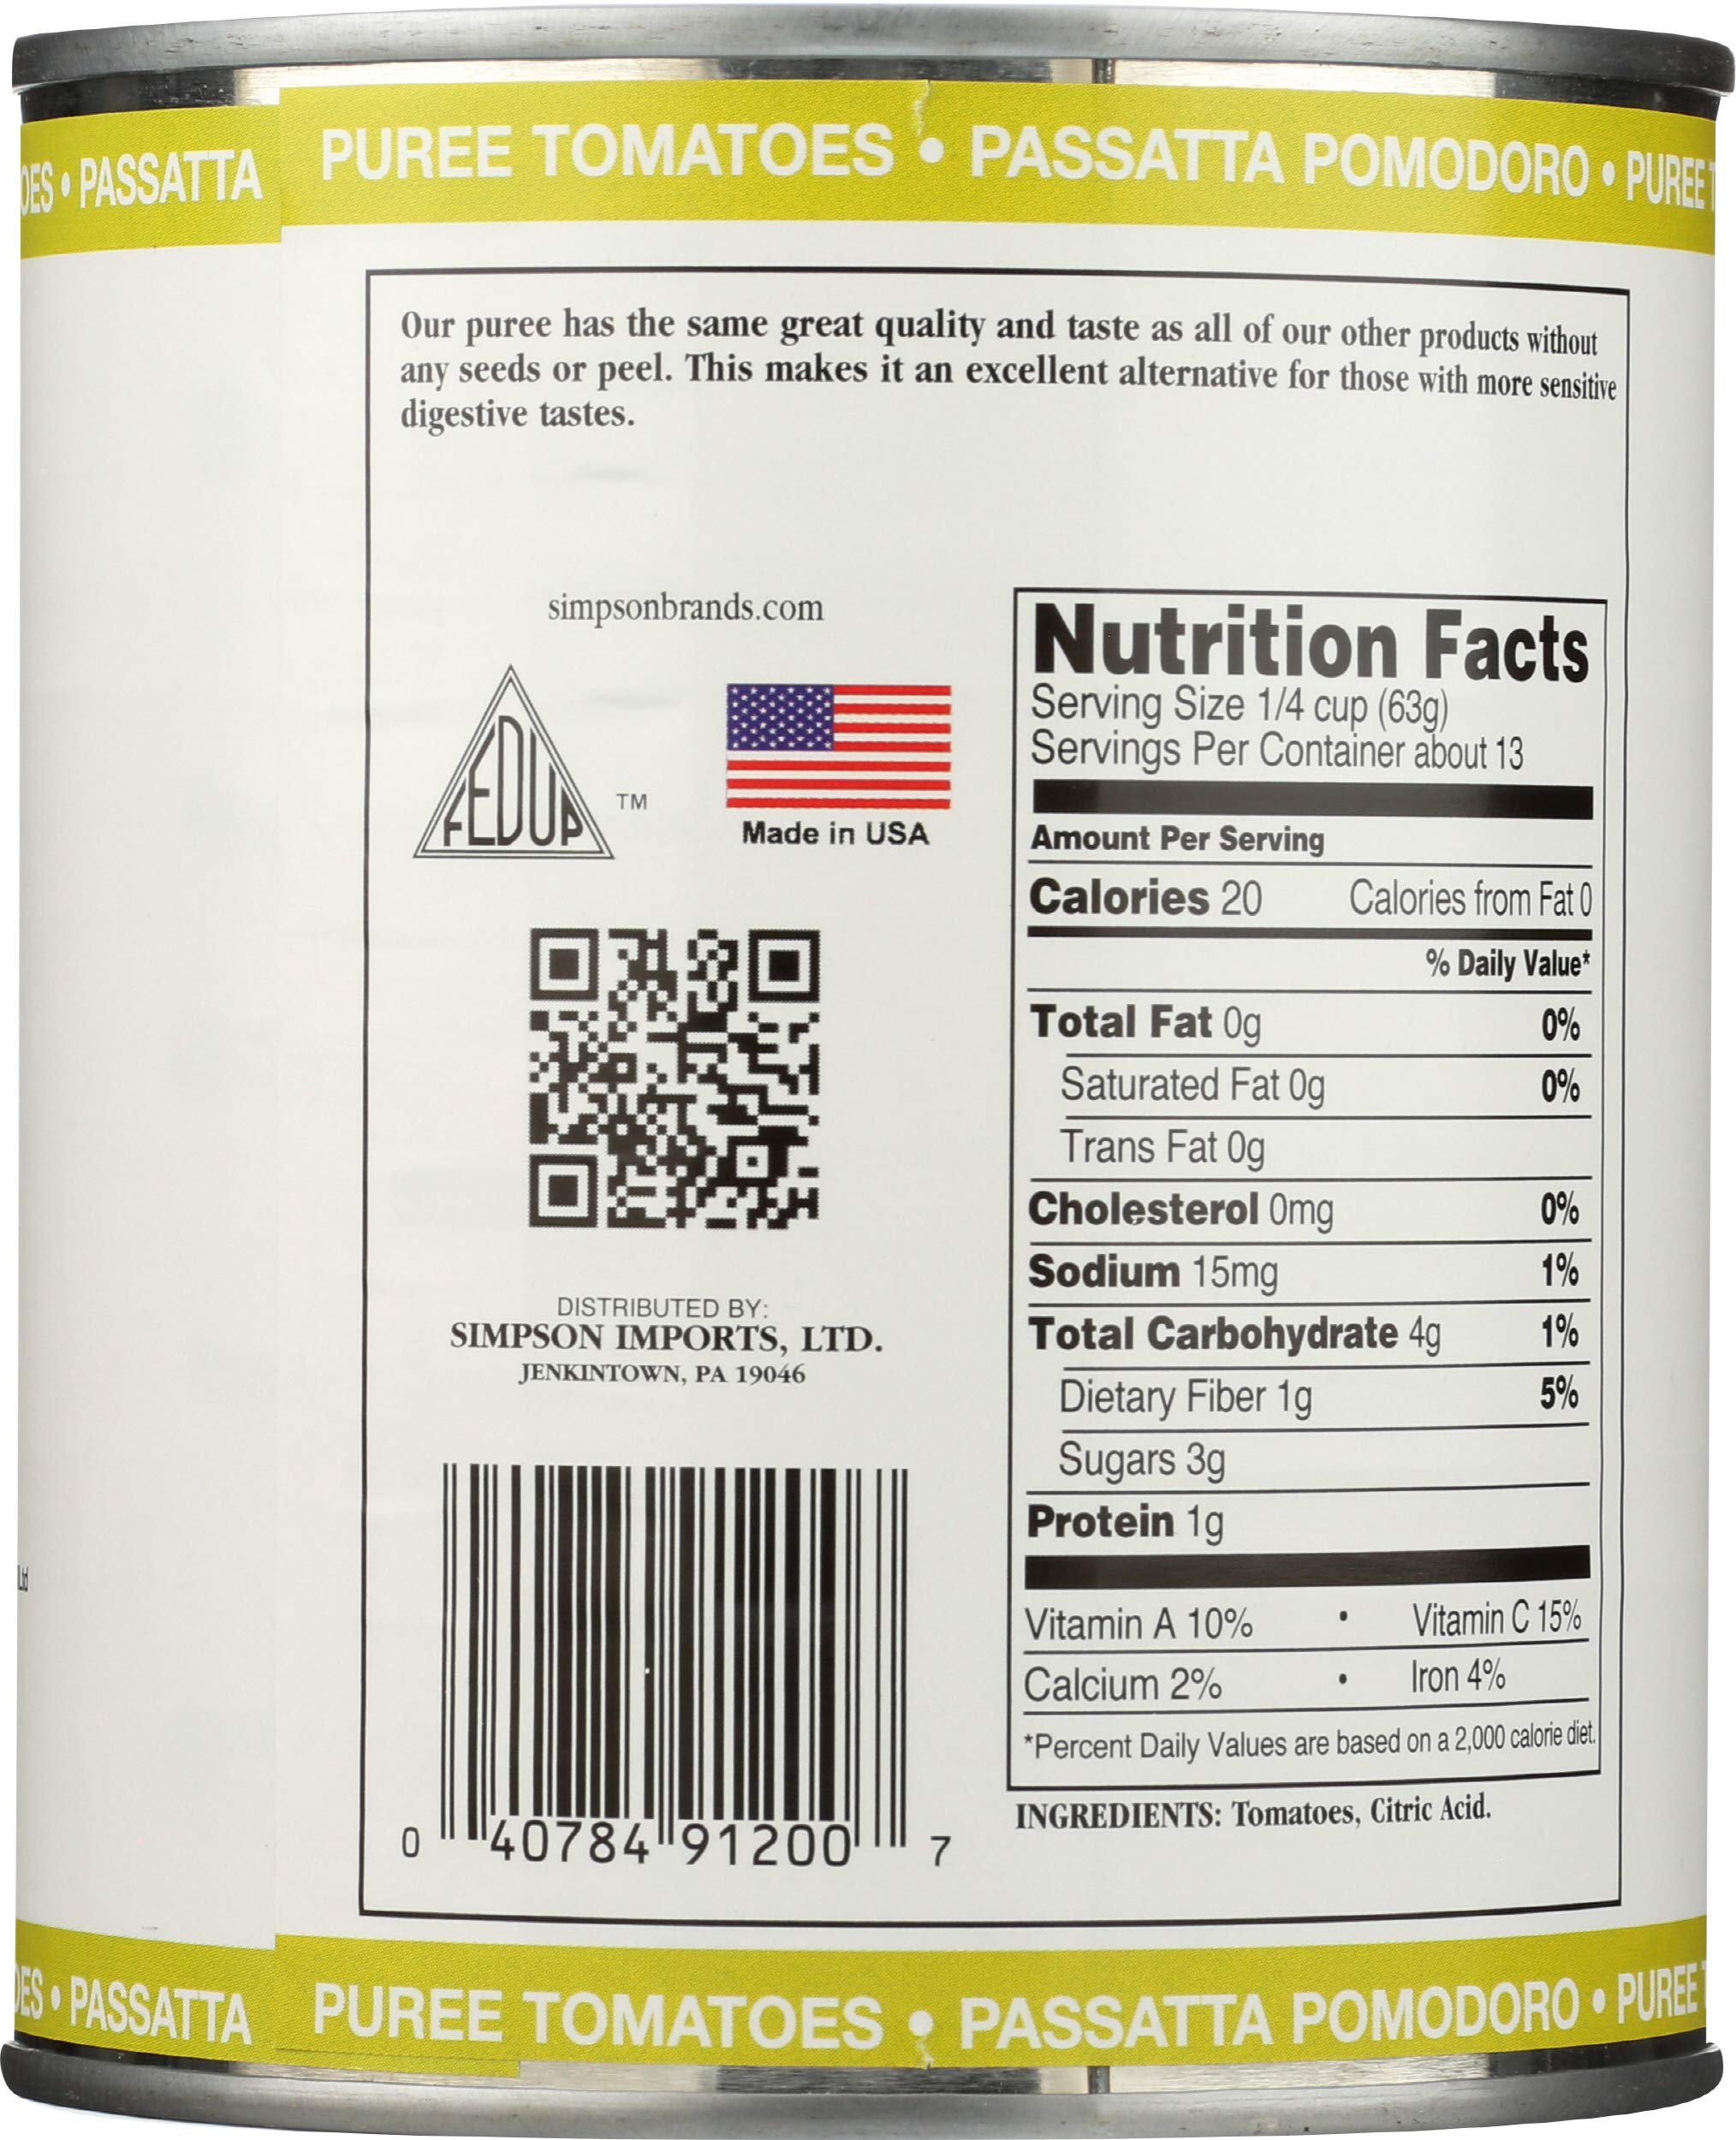 OES • PASSATTA
PUREE TOMATOES • PASSATTA POMODORO • PUREE T
Our puree has the same great quality and taste as all of our other products without
any seeds or peel. This makes it an excellent alternative for those with more sensitive
digestive tastes.
simpsonbrands.com
FEDUP TM
Made in USA
DISTRIBUTED BY:
SIMPSON IMPORTS, LTD.
JENKINTOWN, PA 19046
0 40784 91200 7
Nutrition Facts
Serving Size 1/4 cup (63g)
Servings Per Container about 13
Amount Per Serving
Calories 20 Calories from Fat 0
% Daily Value*
Total Fat 0g 0%
Saturated Fat 0g 0%
Trans Fat 0g
Cholesterol 0mg 0%
Sodium 15mg 1%
Total Carbohydrate 4g 1%
Dietary Fiber 1g 5%
Sugars 3g
Protein 1g
Vitamin A 10% • Vitamin C 15%
Calcium 2% • Iron 4%
*Percent Daily Values are based on a 2,000 calorie diet.
INGREDIENTS: Tomatoes, Citric Acid.
Ltd
OES • PASSATTA
PUREE TOMATOES • PASSATTA POMODORO • PUREE T